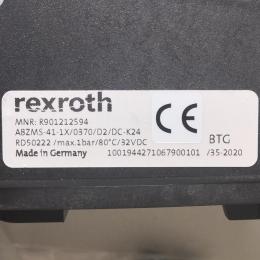 rexroth
MNR: R901212594
ABZMS-41-1X/0370/D2/DC-K24
RD50222 /max.1bar/80°C/32VDC
Made in Germany
CE
BTG
1001944271067900101 /35-2020